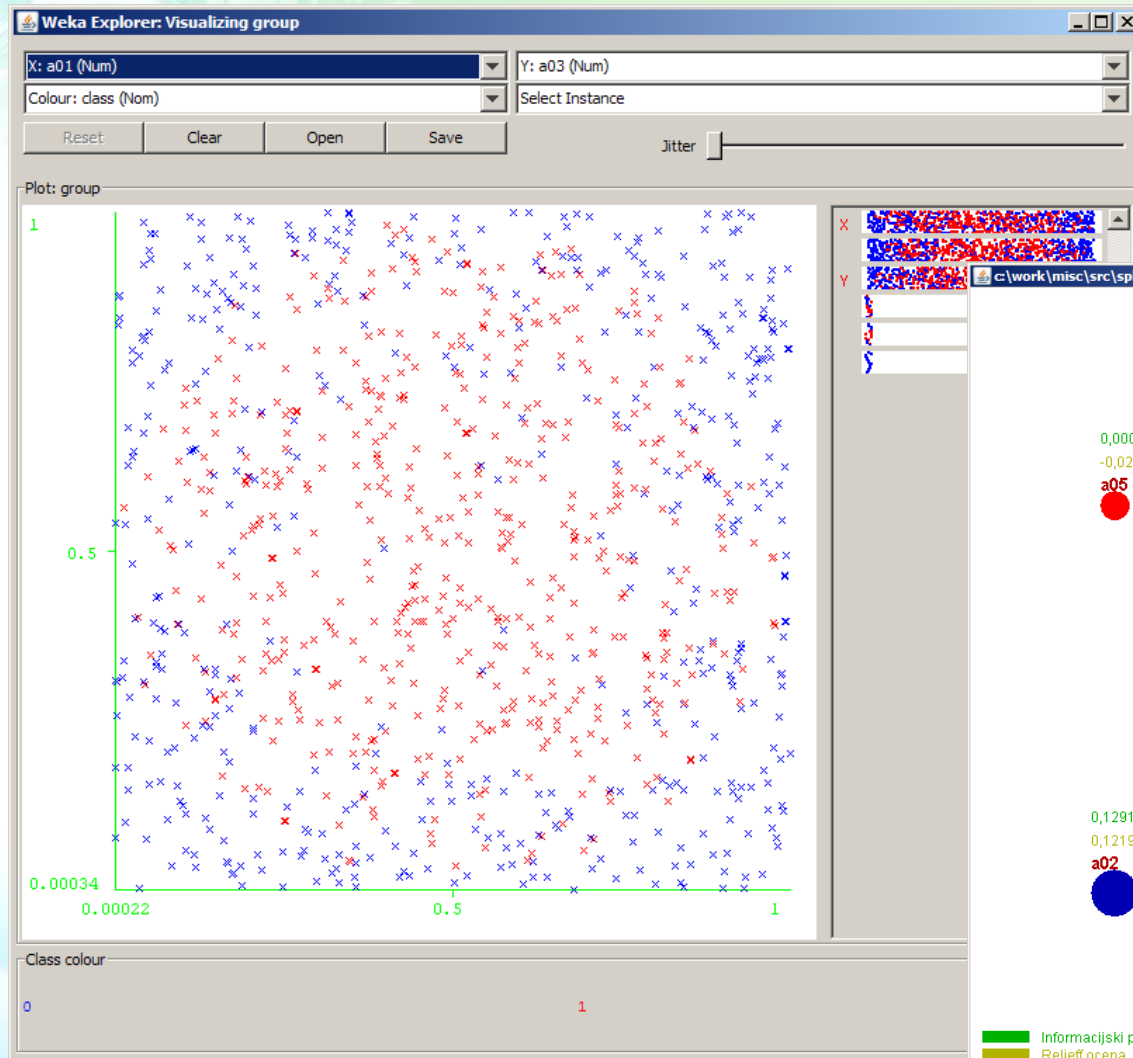 Weka Explorer: Visualizing group
X: a01 (Num)
Y: a03 (Num)
Colour: class (Nom)
Select Instance
Reset
Clear
Open
Save
Jitter
Plot: group
1
0.5
0.00034
0.00022
0.5
1
X
Y
c:\work\misc\src\sp
0,000
-0,02
a05
0,1291
0,1219
a02
Class colour
0
1
Informacijski p
Relieff ocena